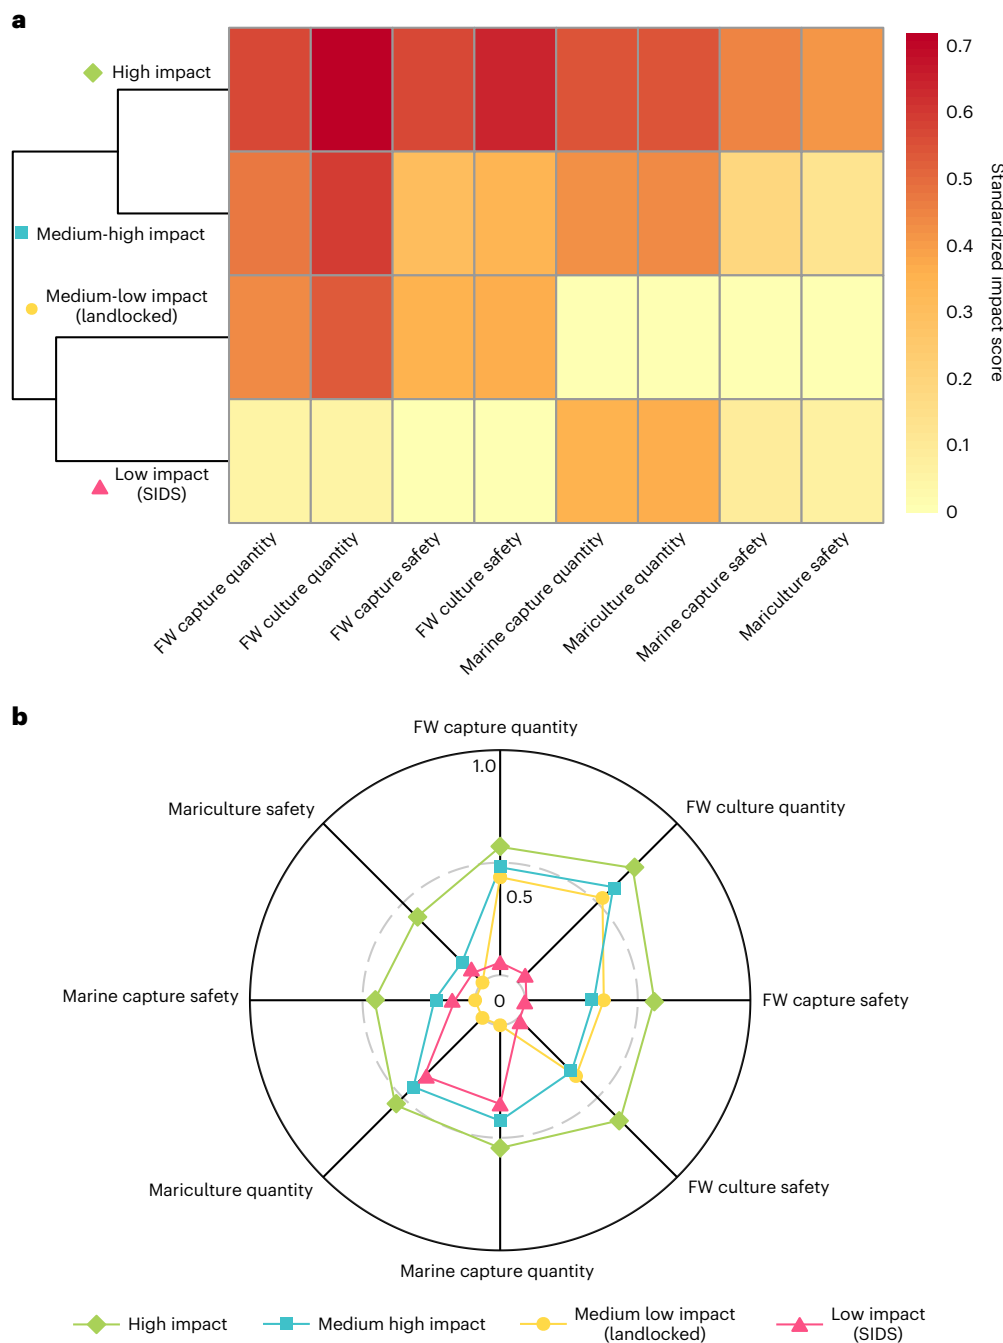 a
High impact
Medium-high impact
Medium-low impact
(landlocked)
Low impact
(SIDS)
0.7
0.6
0.5
0.4
0.3
0.2
0.1
0
Standardized impact score
FW capture quantity
FW culture quantity
FW capture safety
FW culture safety
Marine capture quantity
Mariculture quantity
Marine capture safety
Mariculture safety
b
FW capture quantity
1.0
Mariculture safety
FW culture quantity
0.5
Marine capture safety
0
FW capture safety
Mariculture quantity
FW culture safety
Marine capture quantity
High impact
Medium high impact
Medium low impact
(landlocked)
Low impact
(SIDS)